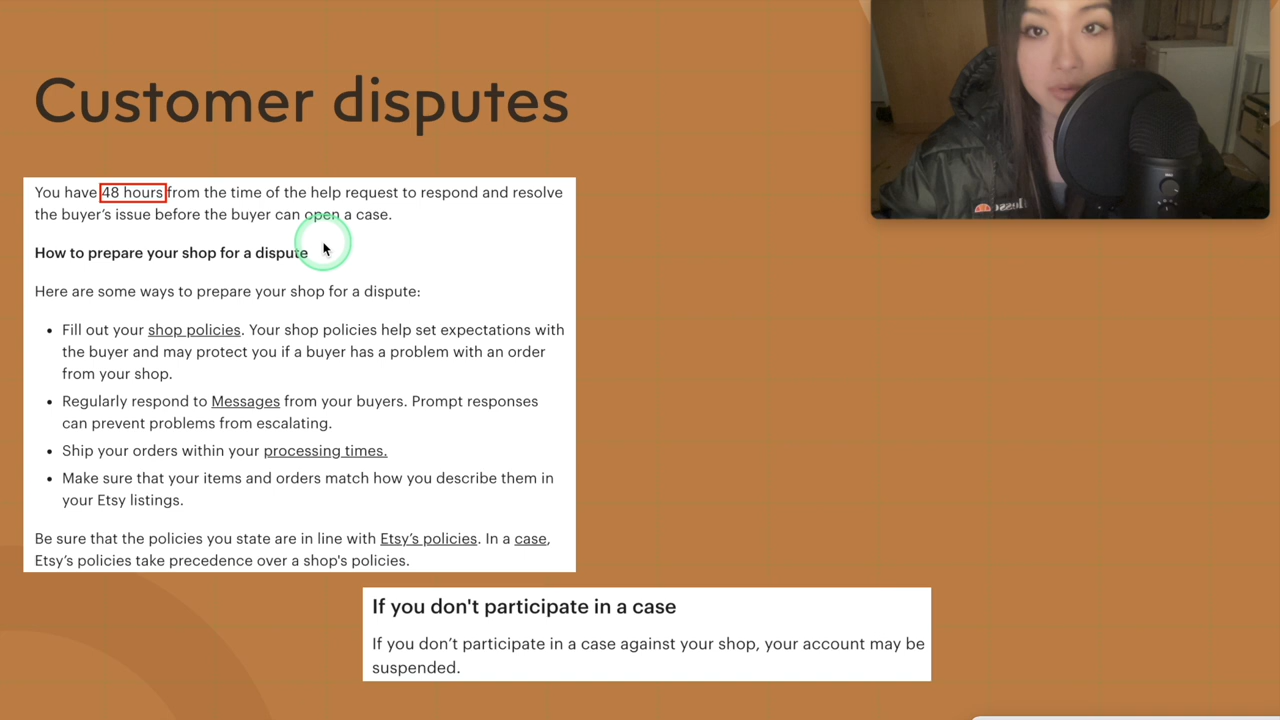 Customer disputes
You have 48 hours from the time of the help request to respond and resolve
the buyer’s issue before the buyer can open a case.
How to prepare your shop for a dispute
Here are some ways to prepare your shop for a dispute:
• Fill out your shop policies. Your shop policies help set expectations with
the buyer and may protect you if a buyer has a problem with an order
from your shop.
• Regularly respond to Messages from your buyers. Prompt responses
can prevent problems from escalating.
• Ship your orders within your processing times.
• Make sure that your items and orders match how you describe them in
your Etsy listings.
Be sure that the policies you state are in line with Etsy’s policies. In a case,
Etsy’s policies take precedence over a shop's policies.
If you don't participate in a case
If you don’t participate in a case against your shop, your account may be
suspended.